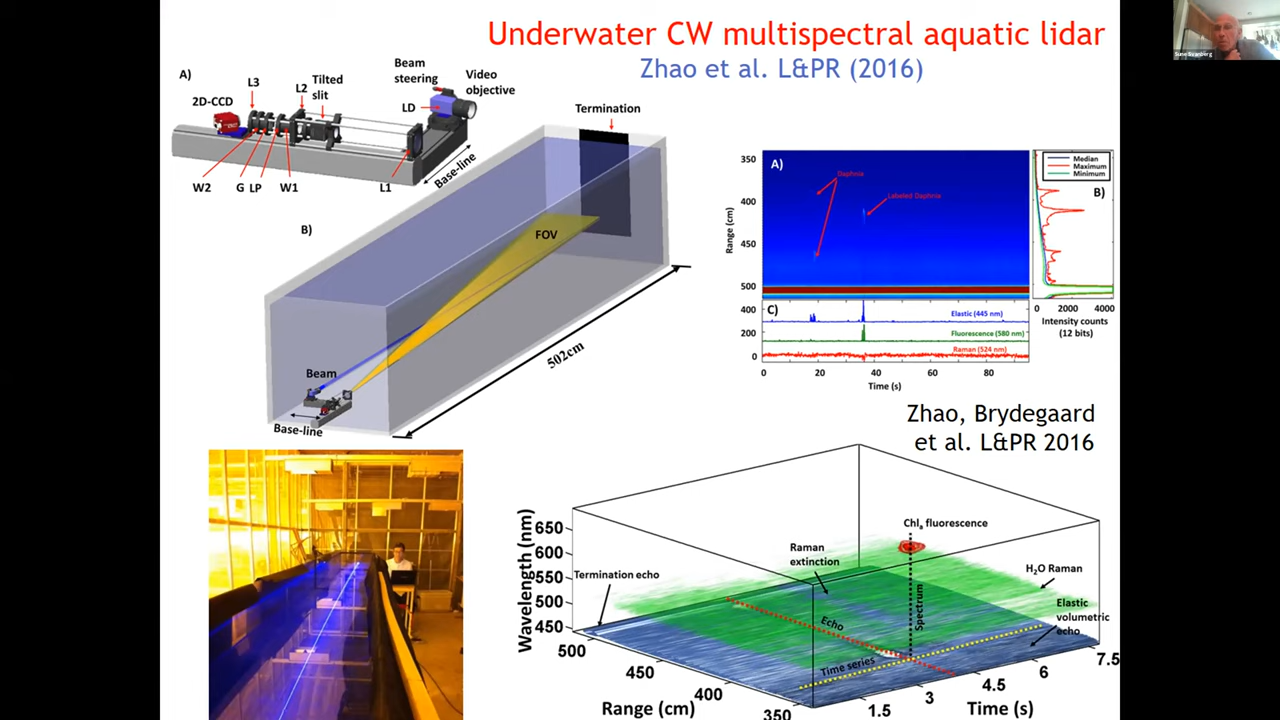 Underwater CW multispectral aquatic lidar
Zhao et al. L&PR (2016)
Sune Svanberg
A)
2D-CCD
L3
L2
Tilted
slit
Beam
steering
LD
Video
objective
W2
G
LP
W1
L1
Base-line
B)
Termination
FOV
Beam
Base-line
502cm
A)
Daphnia
Labeled Daphnia
350
400
450
500
Range (cm)
Median
Maximum
Minimum
B)
0
2000
4000
Intensity counts
(12 bits)
C)
400
200
0
Elastic (445 nm)
Fluorescence (580 nm)
Raman (524 nm)
0
20
40
60
80
Time (s)
Zhao, Brydegaard
et al. L&PR 2016
Wavelength (nm)
650
600
550
500
450
Chla fluorescence
Raman
extinction
Termination echo
H2O Raman
Elastic
volumetric
echo
Echo
Spectrum
Time series
500
450
400
350
Range (cm)
1.5
3
4.5
6
7.5
Time (s)